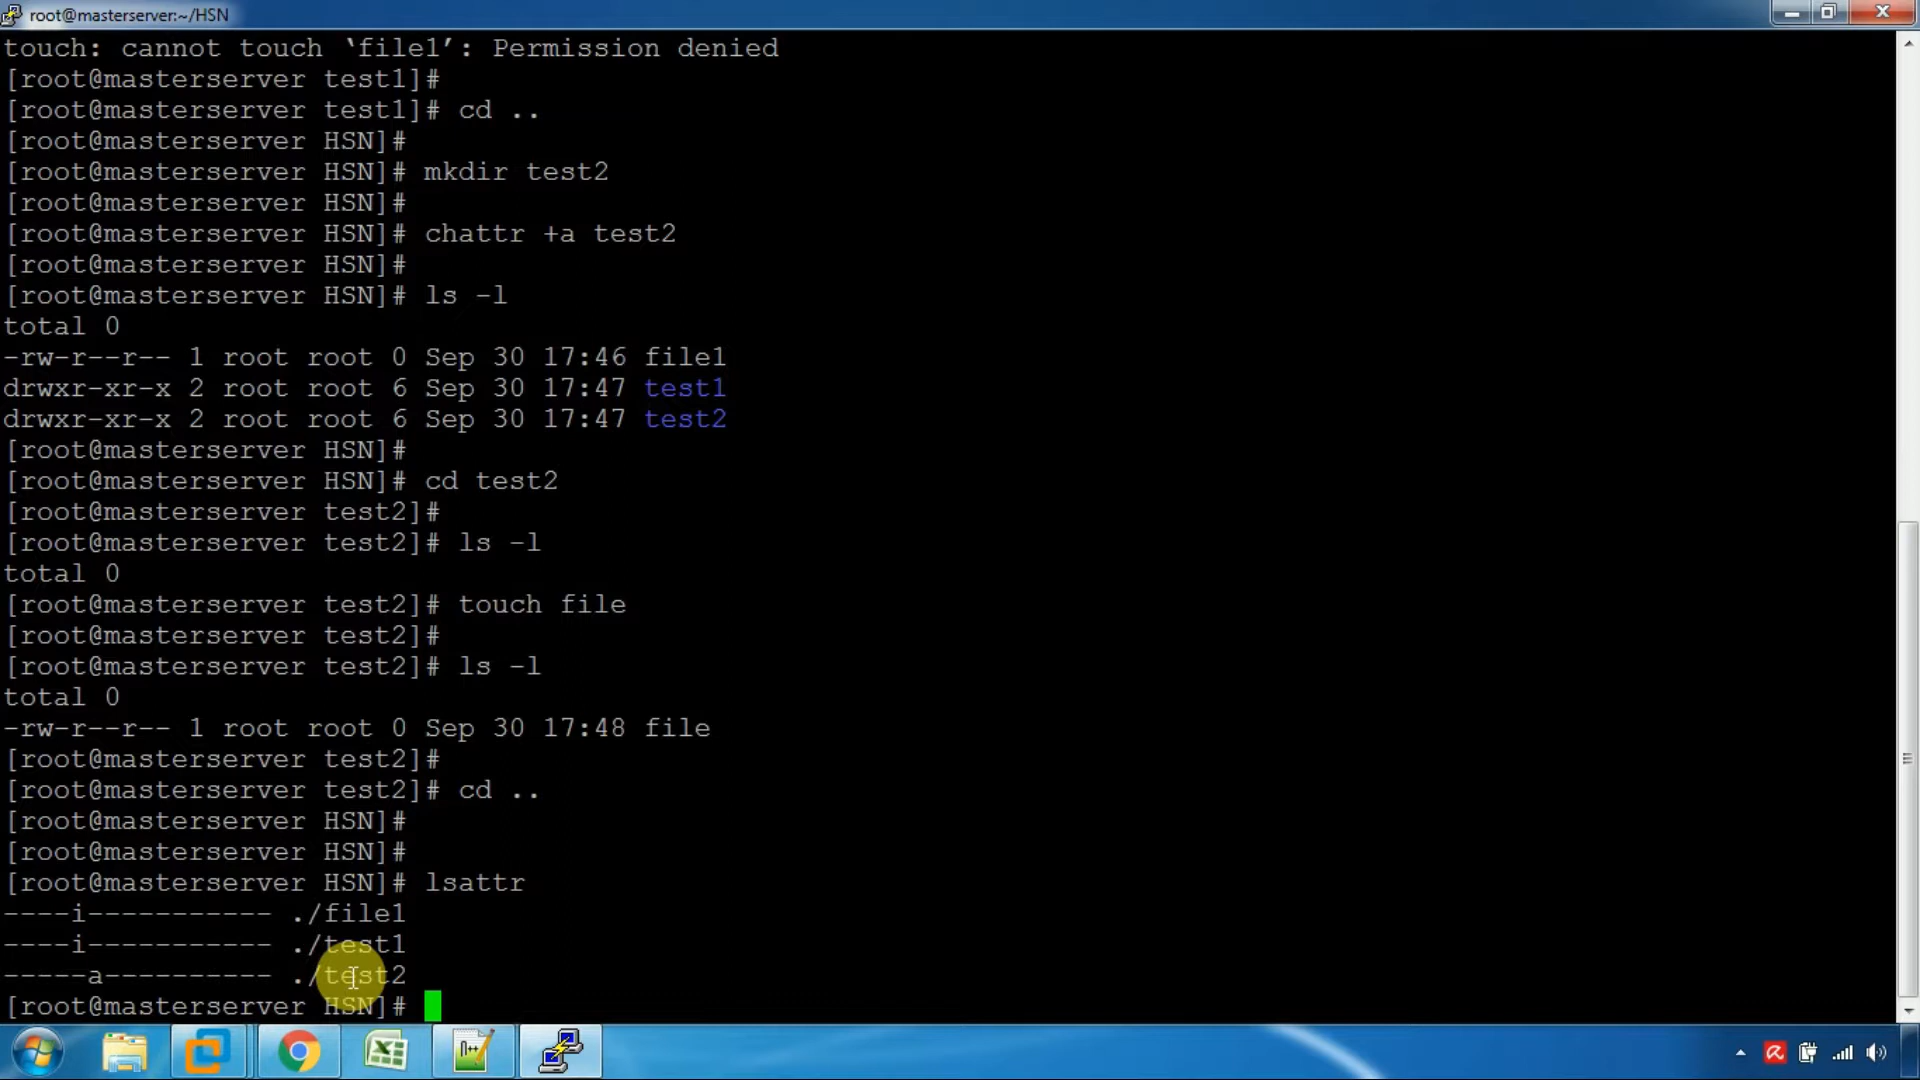 root@masterserver:~/HSN
touch: cannot touch ‘file1’: Permission denied
[root@masterserver test1]#
[root@masterserver test1]# cd ..
[root@masterserver HSN]#
[root@masterserver HSN]# mkdir test2
[root@masterserver HSN]#
[root@masterserver HSN]# chattr +a test2
[root@masterserver HSN]#
[root@masterserver HSN]# ls -l
total 0
-rw-r--r-- 1 root root 0 Sep 30 17:46 file1
drwxr-xr-x 2 root root 6 Sep 30 17:47 test1
drwxr-xr-x 2 root root 6 Sep 30 17:47 test2
[root@masterserver HSN]#
[root@masterserver HSN]# cd test2
[root@masterserver test2]#
[root@masterserver test2]# ls -l
total 0
[root@masterserver test2]# touch file
[root@masterserver test2]#
[root@masterserver test2]# ls -l
total 0
-rw-r--r-- 1 root root 0 Sep 30 17:48 file
[root@masterserver test2]#
[root@masterserver test2]# cd ..
[root@masterserver HSN]#
[root@masterserver HSN]#
[root@masterserver HSN]# lsattr
----i----------- ./file1
----i----------- ./test1
-----a---------- ./test2
[root@masterserver HSN]#